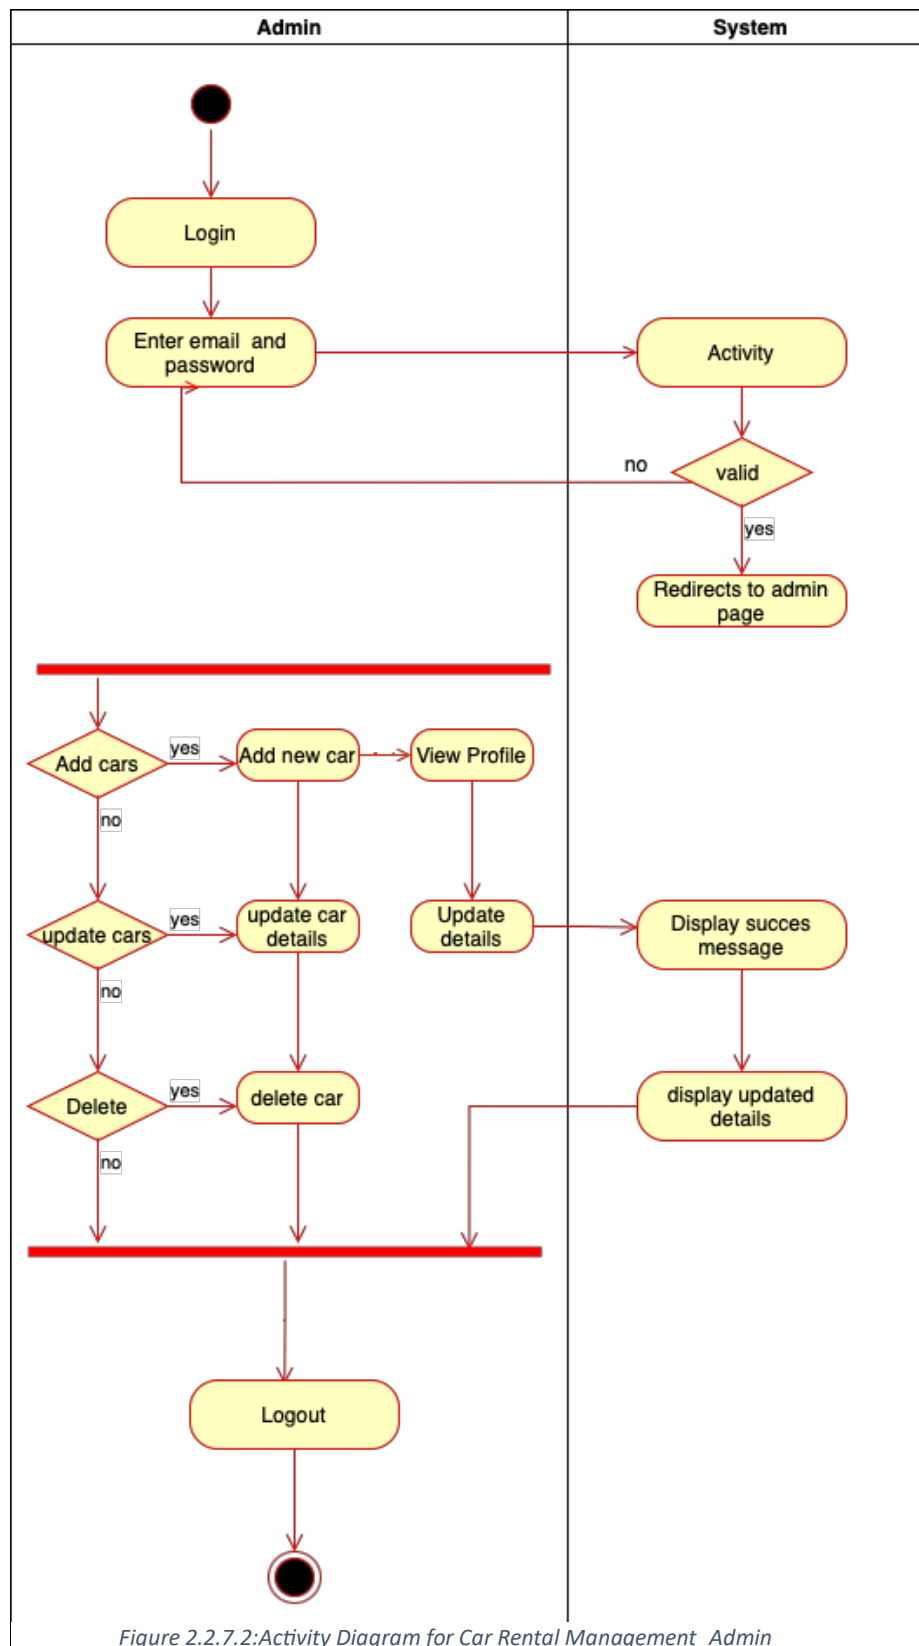 Admin
System
Login
Enter email and
password
Activity
no
valid
yes
Redirects to admin
page
Add cars
yes
Add new car
View Profile
no
update cars
yes
update car
details
Update
details
Display succes
message
no
Delete
yes
delete car
display updated
details
no
Logout
Figure 2.2.7.2:Activity Diagram for Car Rental Management_Admin